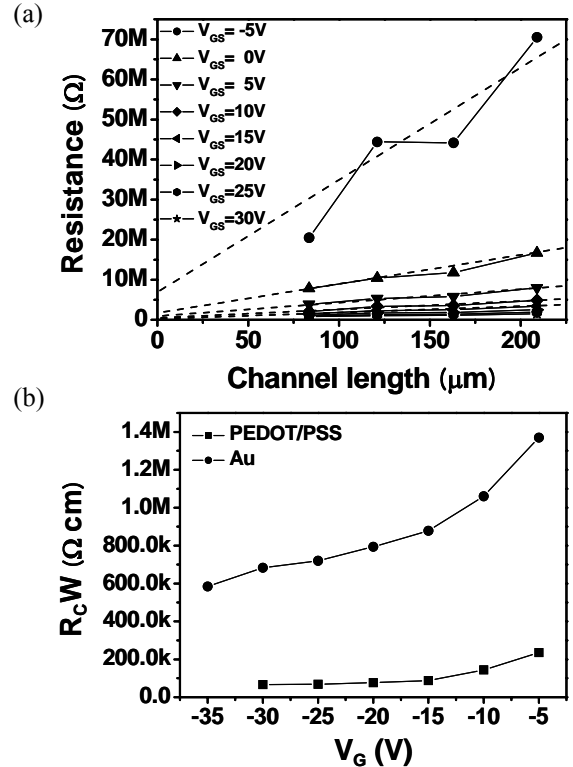 (a)
70M
60M
50M
40M
30M
20M
10M
0
V_GS= -5V
V_GS= 0V
V_GS= 5V
V_GS=10V
V_GS=15V
V_GS=20V
V_GS=25V
V_GS=30V
Resistance (Ω)
0 50 100 150 200
Channel length (μm)
(b)
1.4M
1.2M
1.0M
800.0k
600.0k
400.0k
200.0k
0.0
PEDOT/PSS
Au
R_CW (Ω cm)
-35 -30 -25 -20 -15 -10 -5
V_G (V)